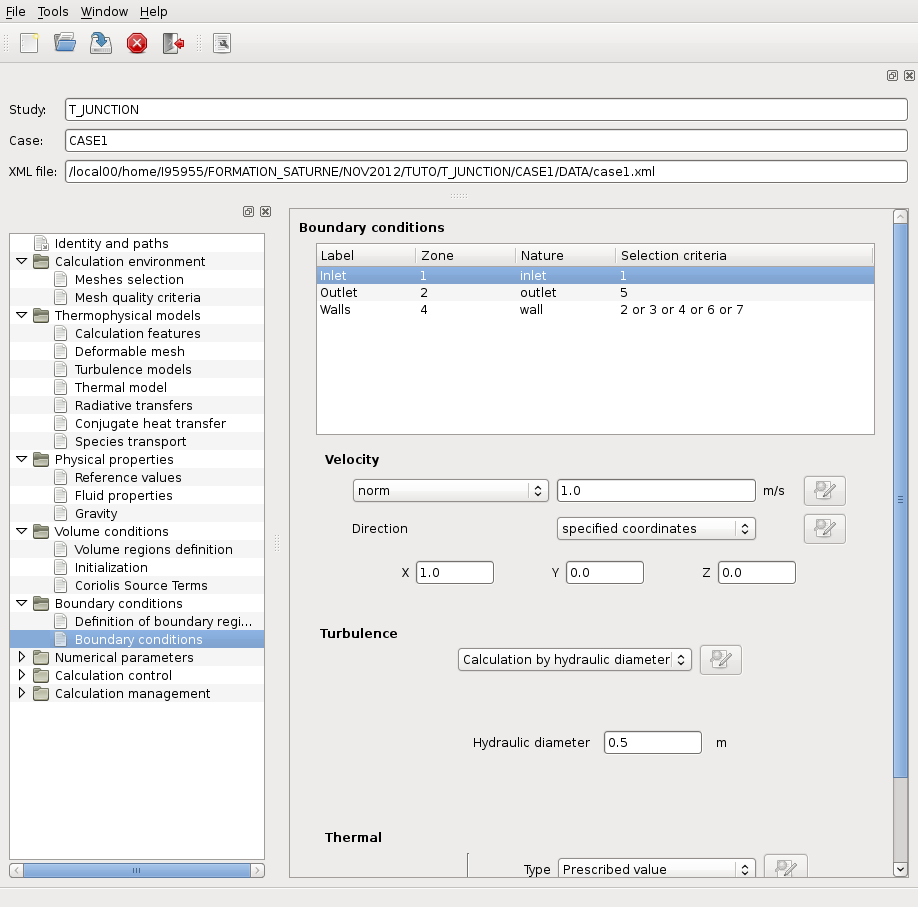 File Tools Window Help
Study: T_JUNCTION
Case: CASE1
XML file: /local00/home/I95955/FORMATION_SATURNE/NOV2012/TUTO/T_JUNCTION/CASE1/DATA/case1.xml
Identity and paths
Calculation environment
Meshes selection
Mesh quality criteria
Thermophysical models
Calculation features
Deformable mesh
Turbulence models
Thermal model
Radiative transfers
Conjugate heat transfer
Species transport
Physical properties
Reference values
Fluid properties
Gravity
Volume conditions
Volume regions definition
Initialization
Coriolis Source Terms
Boundary conditions
Definition of boundary regi...
Boundary conditions
Numerical parameters
Calculation control
Calculation management
Boundary conditions
Label Zone Nature Selection criteria
Inlet 1 inlet 1
Outlet 2 outlet 5
Walls 4 wall 2 or 3 or 4 or 6 or 7
Velocity
norm 1.0 m/s
Direction specified coordinates
X 1.0 Y 0.0 Z 0.0
Turbulence
Calculation by hydraulic diameter
Hydraulic diameter 0.5 m
Thermal
Type Prescribed value